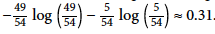 −49/54 log (49/54) − 5/54 log (5/54) ≈ 0.31.